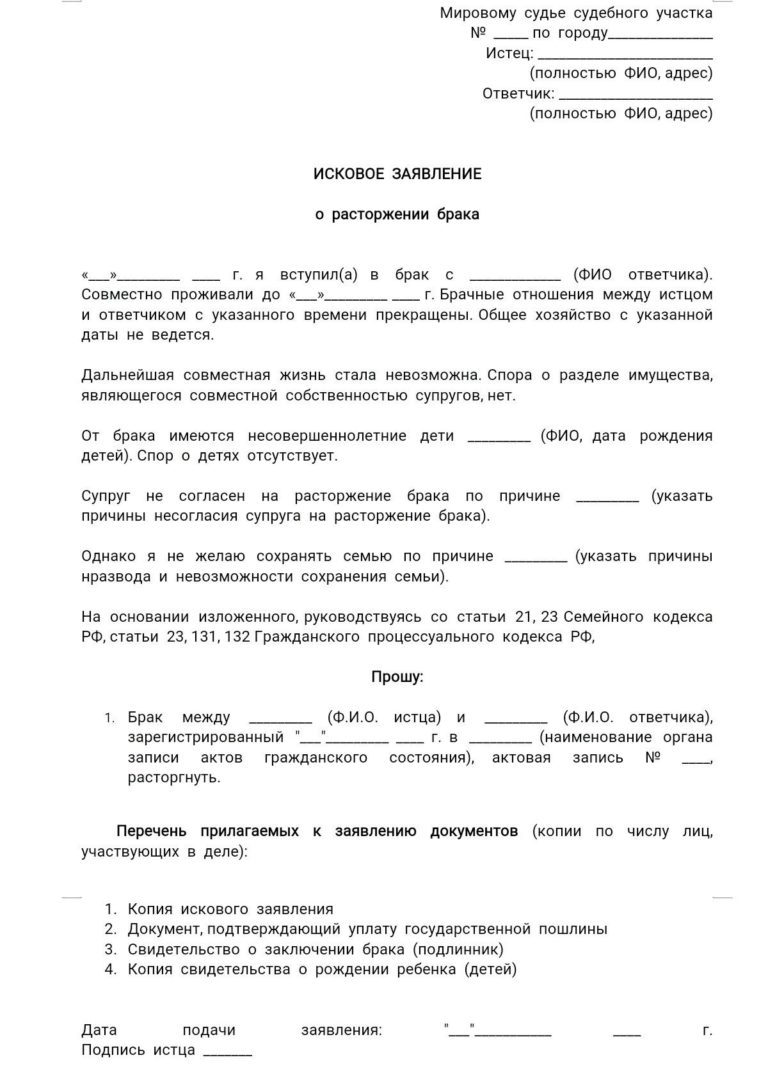 Мировому судье судебного участка
№ _____ по городу_______________
Истец: _________________________
(полностью ФИО, адрес)
Ответчик: ______________________
(полностью ФИО, адрес)
ИСКОВОЕ ЗАЯВЛЕНИЕ
о расторжении брака
«___»_________ ____ г. я вступил(а) в брак с _____________ (ФИО ответчика).
Совместно проживали до «___»_________ ____ г. Брачные отношения между истцом
и ответчиком с указанного времени прекращены. Общее хозяйство с указанной
даты не ведется.
Дальнейшая совместная жизнь стала невозможна. Спора о разделе имущества,
являющегося совместной собственностью супругов, нет.
От брака имеются несовершеннолетние дети _________ (ФИО, дата рождения
детей). Спор о детях отсутствует.
Супруг не согласен на расторжение брака по причине _________ (указать
причины несогласия супруга на расторжение брака).
Однако я не желаю сохранять семью по причине _________ (указать причины
нразвода и невозможности сохранения семьи).
На основании изложенного, руководствуясь со статьи 21, 23 Семейного кодекса
РФ, статьи 23, 131, 132 Гражданского процессуального кодекса РФ,
Прошу:
1. Брак между _________ (Ф.И.О. истца) и _________ (Ф.И.О. ответчика),
зарегистрированный "___"_________ ____ г. в _________ (наименование органа
записи актов гражданского состояния), актовая запись № ____,
расторгнуть.
Перечень прилагаемых к заявлению документов (копии по числу лиц,
участвующих в деле):
1. Копия искового заявления
2. Документ, подтверждающий уплату государственной пошлины
3. Свидетельство о заключении брака (подлинник)
4. Копия свидетельства о рождении ребенка (детей)
Дата подачи заявления: "___"___________ ____ г.
Подпись истца _______